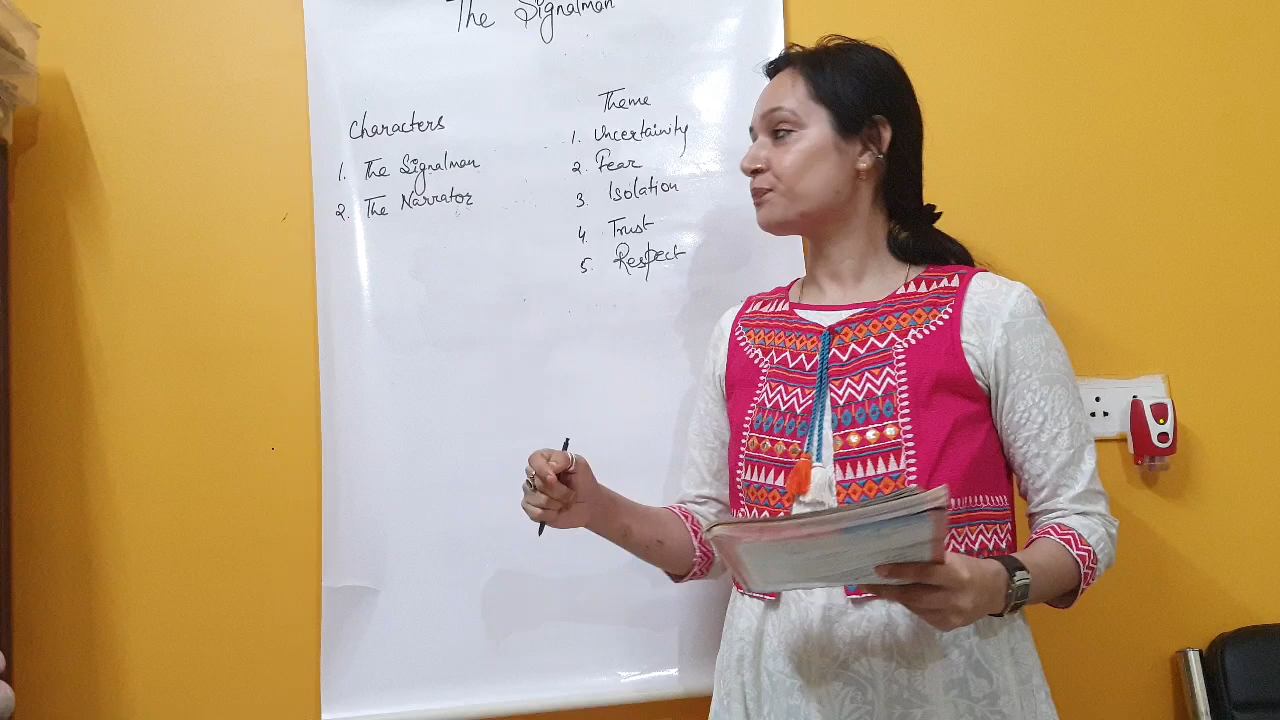 The Signalman
Characters
1. The Signalman
2. The Narrator
Theme
1. Uncertainity
2. Fear
3. Isolation
4. Trust
5. Respect